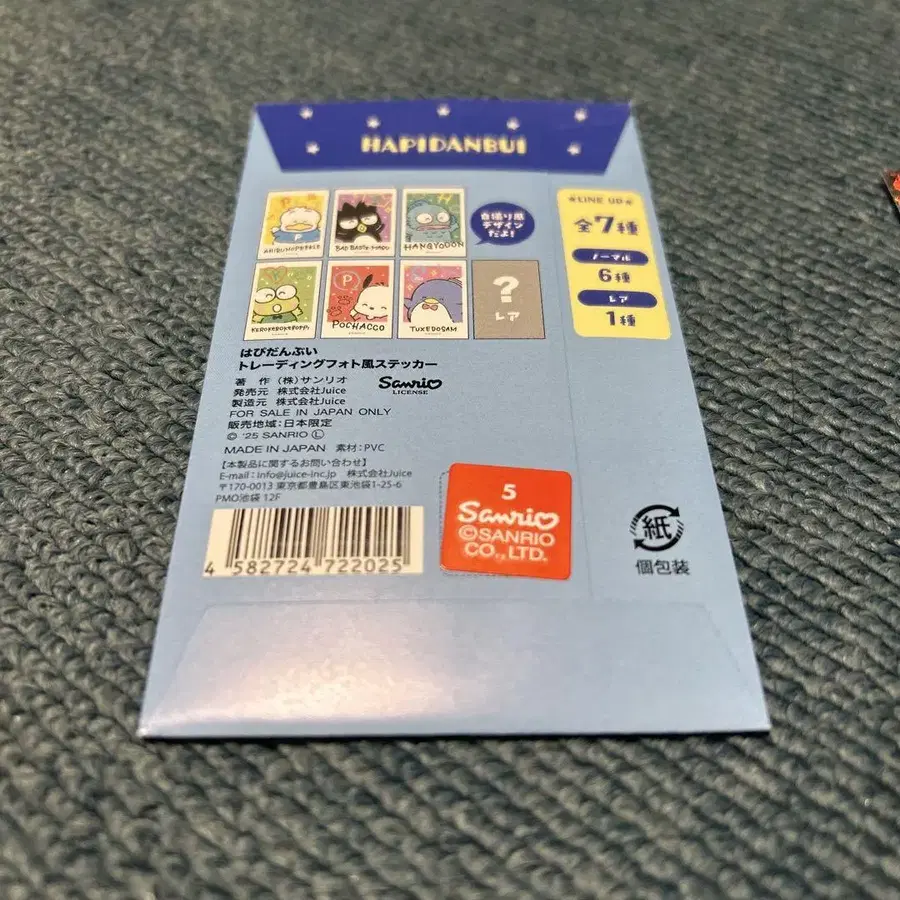 HAPIDANBUI
P
AHIRUNOPEKKLE
BAD BADTZ-MARU
HANGYODON
自撮り風
デザイン
だよ!
KEROKEROKEROPPI
P
POCHACCO
TUXEDOSAM
?
レア
★LINE UP★
全7種
ノーマル
6種
レア
1種
はぴだんぶい
トレーディングフォト風ステッカー
著 作 (株)サンリオ
発売元 株式会社Juice
製造元 株式会社Juice
Sanrio
LICENSE
FOR SALE IN JAPAN ONLY
販売地域:日本限定
© '25 SANRIO Ⓛ
MADE IN JAPAN 素材:PVC
【本製品に関するお問い合わせ】
E-mail:info@juice-inc.jp 株式会社Juice
〒170-0013 東京都豊島区東池袋1-25-6
PMO池袋 12F
4 582724 722025
5
Sanrio
©SANRIO
CO., LTD.
紙
個包装